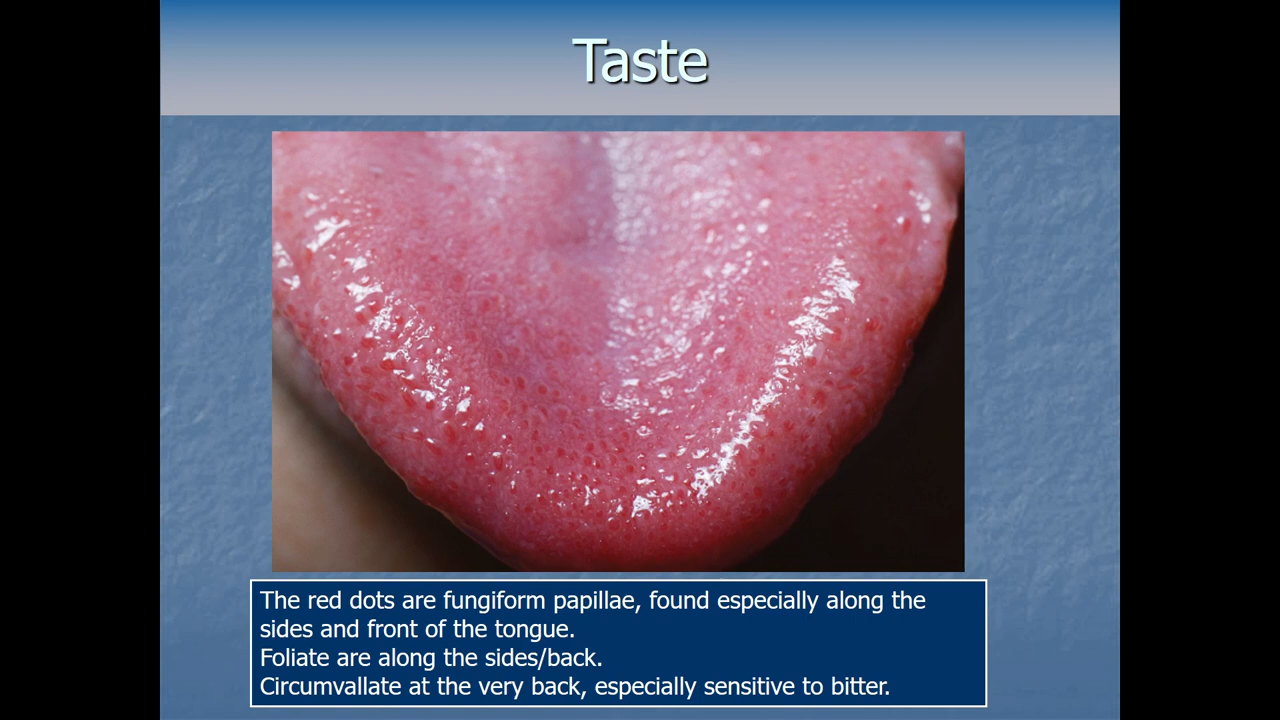 Taste
The red dots are fungiform papillae, found especially along the
sides and front of the tongue.
Foliate are along the sides/back.
Circumvallate at the very back, especially sensitive to bitter.